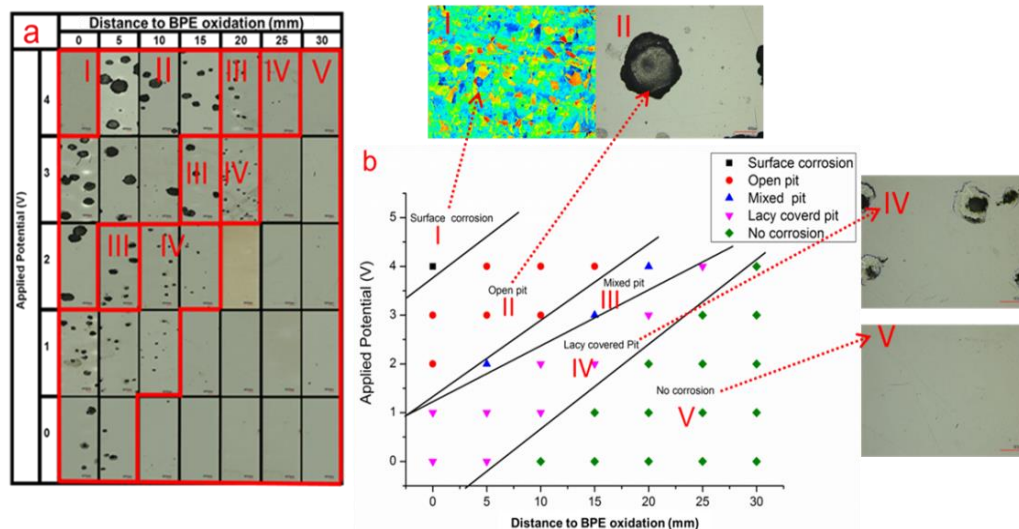 a
Distance to BPE oxidation (mm)
0 5 10 15 20 25 30
Applied Potential (V)
4
3
2
1
0
I II III IV V
III IV
III IV
I
II
b
Surface corrosion
Open pit
Mixed pit
Lacy coverd pit
No corrosion
Surface corrosion
I
Open pit
II
Mixed pit
III
Lacy covered Pit
IV
No corrosion
V
Applied Potential (V)
5
4
3
2
1
0
0 5 10 15 20 25 30
Distance to BPE oxidation (mm)
IV
V